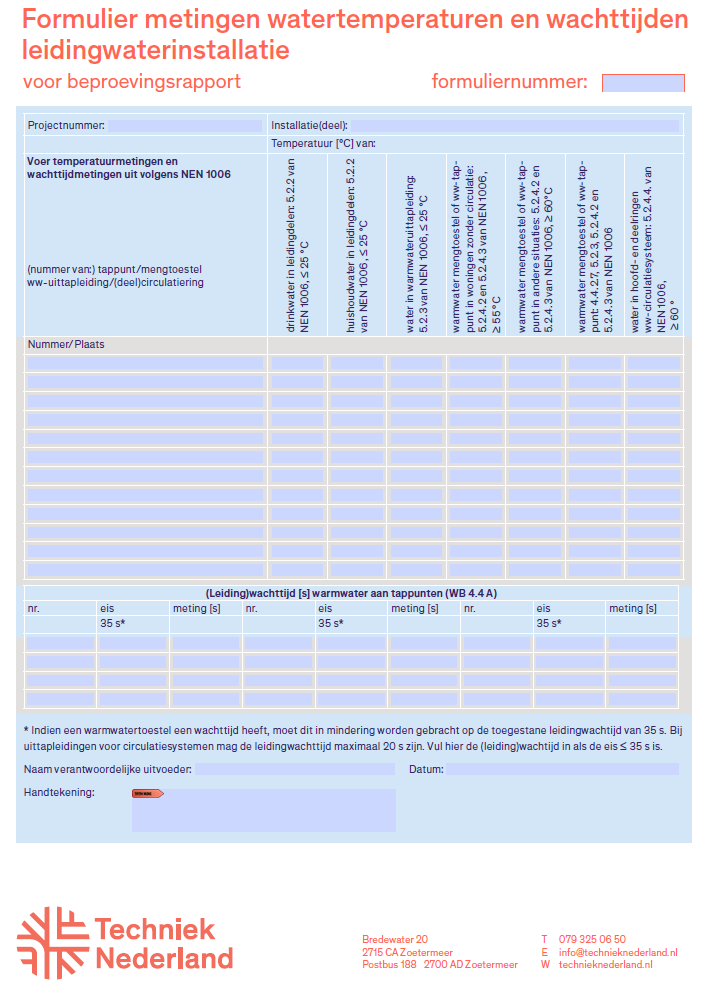 Formulier metingen watertemperaturen en wachttijden
leidingwaterinstallatie
voor beproevingsrapport
formuliernummer:
Projectnummer:
Installatie(deel):
Temperatuur [°C] van:
Voer temperatuurmetingen en
wachttijdmetingen uit volgens NEN 1006
(nummer van:) tappunt/mengtoestel
ww-uittapleiding/(deel)circulatiering
drinkwater in leidingdelen: 5.2.2 van
NEN 1006, ≤ 25 °C
huishoudwater in leidingdelen: 5.2.2
van NEN 1006, ≤ 25 °C
water in warmwateruittapleiding:
5.2.3 van NEN 1006, ≤ 25 °C
warmwater mengtoestel of ww-tap-
punt in woningen zonder circulatie:
5.2.4.2 en 5.2.4.3 van NEN 1006,
≥ 55°C
warmwater mengtoestel of ww-tap-
punt in andere situaties: 5.2.4.2 en
5.2.4.3 van NEN 1006, ≥ 60°C
warmwater mengtoestel of ww-tap-
punt: 4.4.2.7, 5.2.3, 5.2.4.2 en
5.2.4.3 van NEN 1006
water in hoofd- en deelringen
ww-circulatiesysteem: 5.2.4.4. van
NEN 1006,
≥ 60 °
Nummer/Plaats
(Leiding)wachttijd [s] warmwater aan tappunten (WB 4.4 A)
nr. eis meting [s] nr. eis meting [s] nr. eis meting [s]
35 s* 35 s* 35 s*
* Indien een warmwatertoestel een wachttijd heeft, moet dit in mindering worden gebracht op de toegestane leidingwachtijd van 35 s. Bij
uittapleidingen voor circulatiesystemen mag de leidingwachttijd maximaal 20 s zijn. Vul hier de (leiding)wachtijd in als de eis ≤ 35 s is.
Naam verantwoordelijke uitvoerder:
Datum:
Handtekening:
Techniek
Nederland
Bredewater 20
2715 CA Zoetermeer
Postbus 188 2700 AD Zoetermeer
T 079 325 06 50
E info@technieknederland.nl
W technieknederland.nl